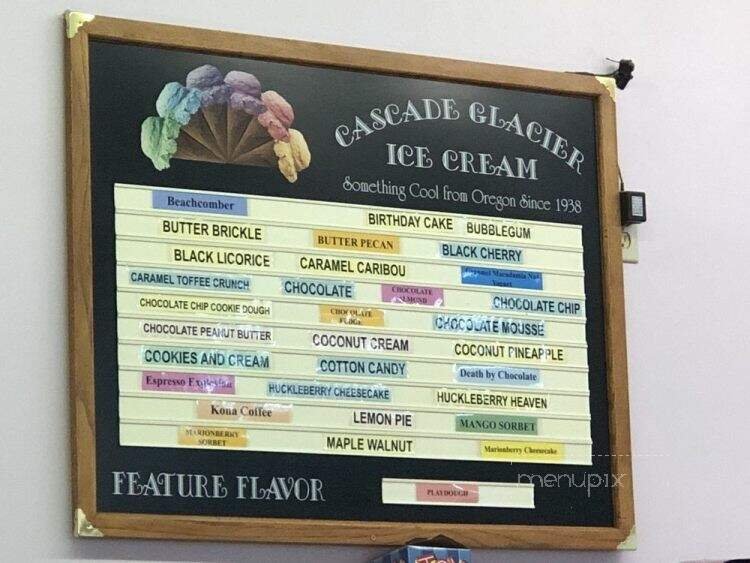 CASCADE GLACIER
ICE CREAM
Something Cool from Oregon Since 1938
Beachcomber BIRTHDAY CAKE BUBBLEGUM
BUTTER BRICKLE BUTTER PECAN BLACK CHERRY
BLACK LICORICE CARAMEL CARIBOU Macadamia Nut
Yogurt
CARAMEL TOFFEE CRUNCH CHOCOLATE CHOCOLATE
ALMOND CHOCOLATE CHIP
CHOCOLATE CHIP COOKIE DOUGH CHOCOLATE
FUDGE CHOCOLATE MOUSSE
CHOCOLATE PEANUT BUTTER COCONUT CREAM COCONUT PINEAPPLE
COOKIES AND CREAM COTTON CANDY Death by Chocolate
Espresso Explosion HUCKLEBERRY CHEESECAKE HUCKLEBERRY HEAVEN
Kona Coffee LEMON PIE MANGO SORBET
MARIONBERRY
SORBET MAPLE WALNUT Marionberry Cheesecake
FEATURE FLAVOR PLAYDOUGH
menupix